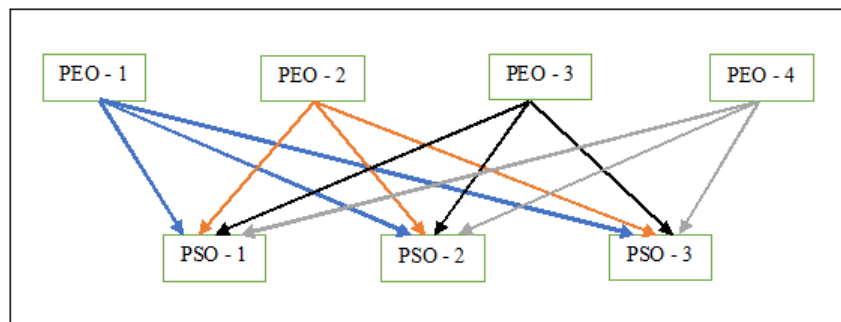 PEO - 1
PEO - 2
PEO - 3
PEO - 4
PSO - 1
PSO - 2
PSO - 3